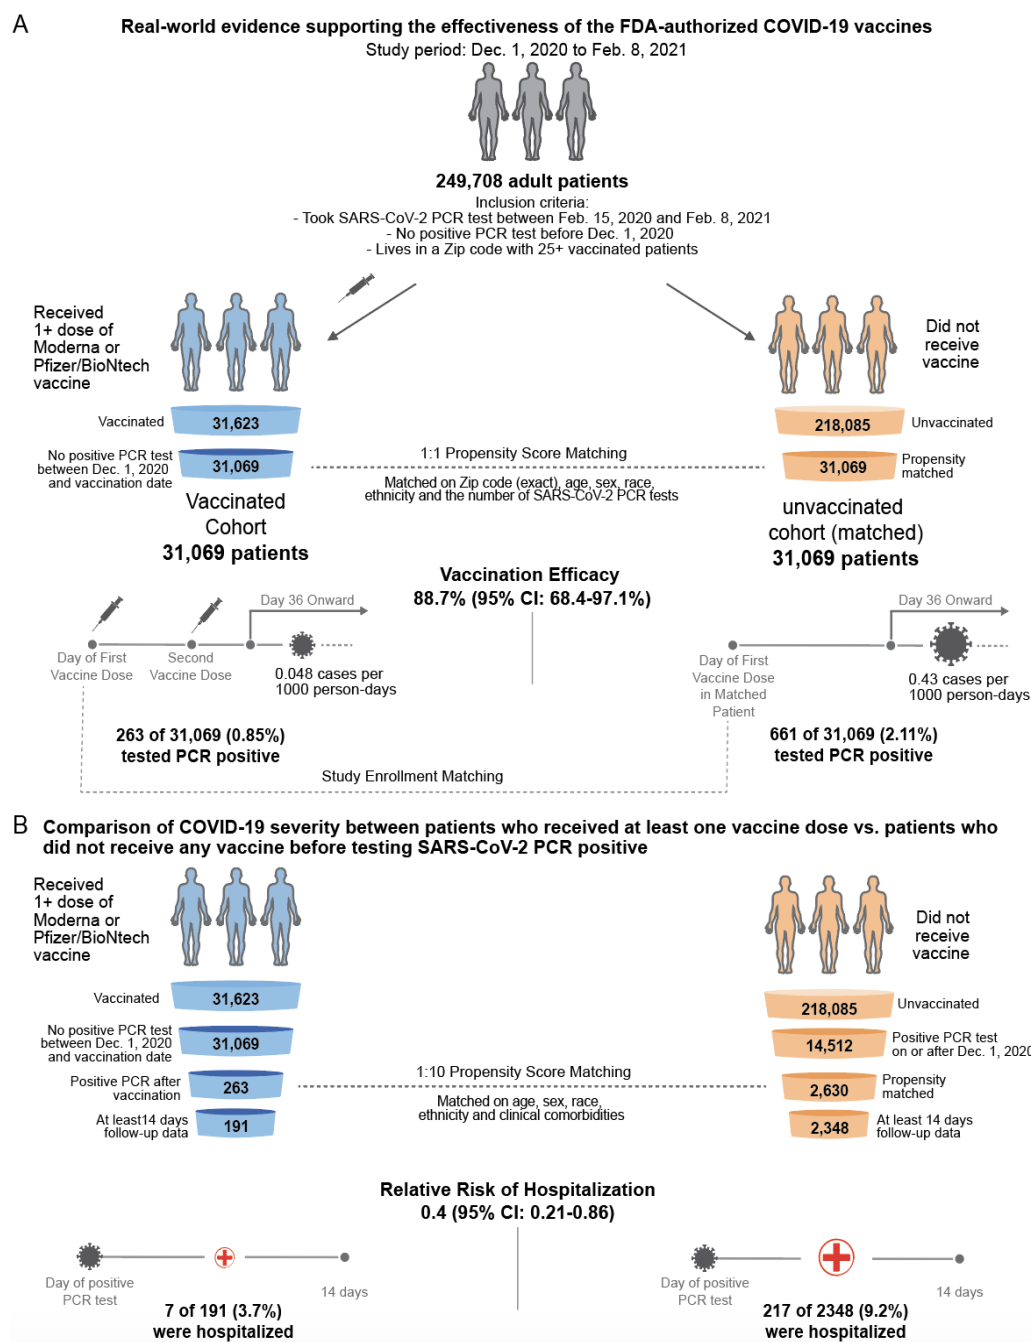 A
Real-world evidence supporting the effectiveness of the FDA-authorized COVID-19 vaccines
Study period: Dec. 1, 2020 to Feb. 8, 2021
249,708 adult patients
Inclusion criteria:
- Took SARS-CoV-2 PCR test between Feb. 15, 2020 and Feb. 8, 2021
- No positive PCR test before Dec. 1, 2020
- Lives in a Zip code with 25+ vaccinated patients
Received
1+ dose of
Moderna or
Pfizer/BioNtech
vaccine
Did not
receive
vaccine
Vaccinated
31,623
218,085
Unvaccinated
No positive PCR test
between Dec. 1, 2020
and vaccination date
31,069
1:1 Propensity Score Matching
Matched on Zip code (exact), age, sex, race,
ethnicity and the number of SARS-CoV-2 PCR tests
31,069
Propensity
matched
Vaccinated
Cohort
31,069 patients
unvaccinated
cohort (matched)
31,069 patients
Vaccination Efficacy
88.7% (95% CI: 68.4-97.1%)
Day 36 Onward
Day of First
Vaccine Dose
Second
Vaccine Dose
0.048 cases per
1000 person-days
263 of 31,069 (0.85%)
tested PCR positive
Day 36 Onward
Day of First
Vaccine Dose
in Matched
Patient
0.43 cases per
1000 person-days
661 of 31,069 (2.11%)
tested PCR positive
Study Enrollment Matching
B
Comparison of COVID-19 severity between patients who received at least one vaccine dose vs. patients who
did not receive any vaccine before testing SARS-CoV-2 PCR positive
Received
1+ dose of
Moderna or
Pfizer/BioNtech
vaccine
Did not
receive
vaccine
Vaccinated
31,623
218,085
Unvaccinated
No positive PCR test
between Dec. 1, 2020
and vaccination date
31,069
14,512
Positive PCR test
on or after Dec. 1, 2020
Positive PCR after
vaccination
263
1:10 Propensity Score Matching
Matched on age, sex, race,
ethnicity and clinical comorbidities
2,630
Propensity
matched
At least14 days
follow-up data
191
2,348
At least 14 days
follow-up data
Relative Risk of Hospitalization
0.4 (95% CI: 0.21-0.86)
Day of positive
PCR test
14 days
7 of 191 (3.7%)
were hospitalized
Day of positive
PCR test
14 days
217 of 2348 (9.2%)
were hospitalized